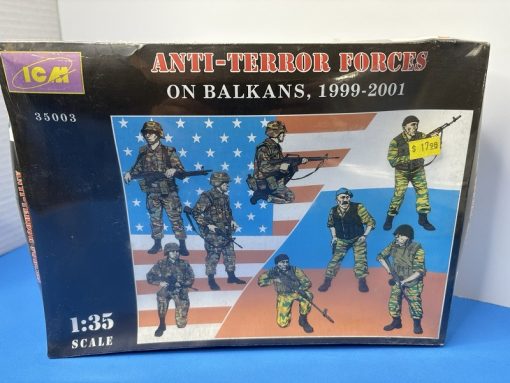 ICM
ANTI-TERROR FORCES
ON BALKANS, 1999-2001
35003
$ 17.99
ANTI-TERROR FORCES
1:35
SCALE